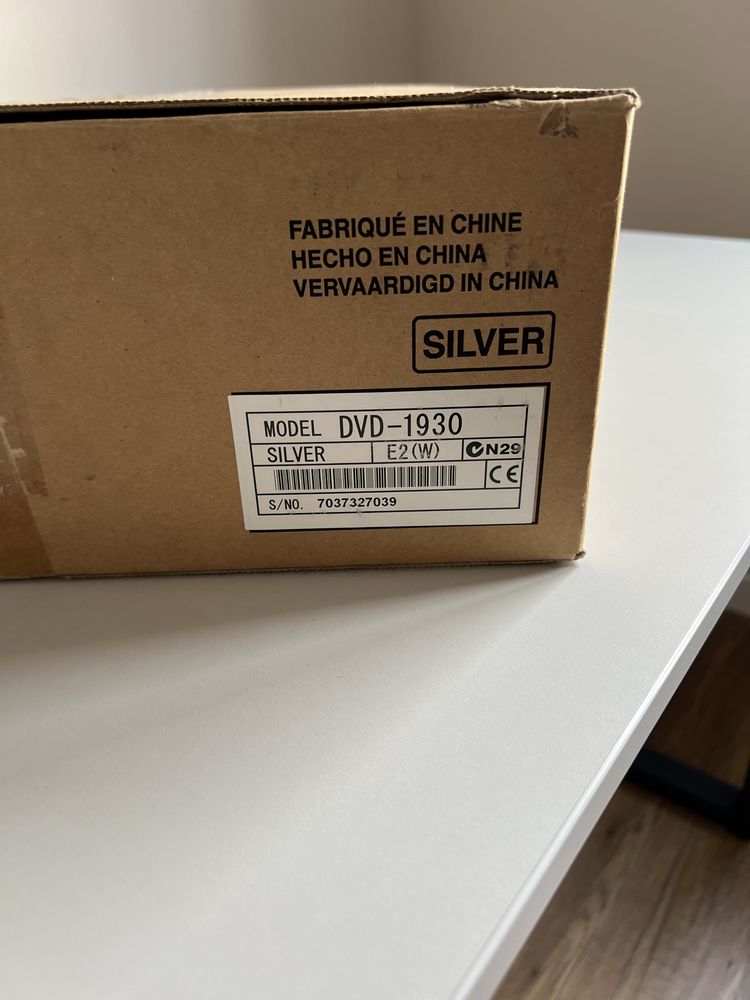 FABRIQUÉ EN CHINE
HECHO EN CHINA
VERVAARDIGD IN CHINA
SILVER
MODEL DVD-1930
SILVER E2(W) N29
CE
S/NO. 7037327039